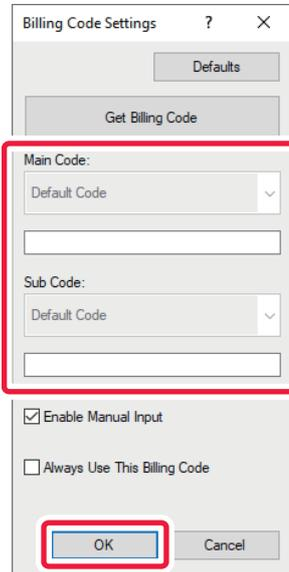 Billing Code Settings ? ×
Defaults
Get Billing Code
Main Code:
Default Code
Sub Code:
Default Code
Enable Manual Input
Always Use This Billing Code
OK Cancel